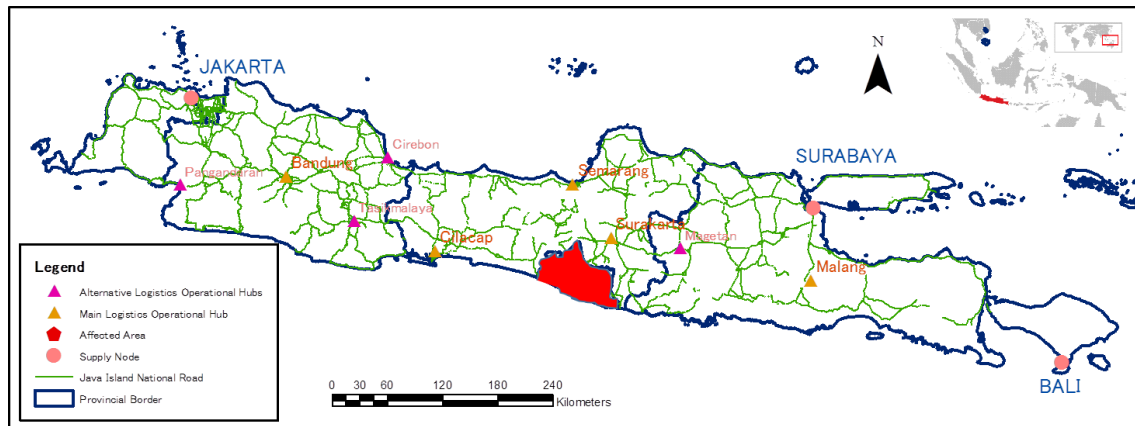 JAKARTA
N
Cirebon
SURABAYA
Pangandaran
Bandung
Semarang
Tasikmalaya
Surakarta
Magetan
Cilacap
Malang
BALI
Legend
Alternative Logistics Operational Hubs
Main Logistics Operational Hub
Affected Area
Supply Node
Java Island National Road
Provincial Border
0 30 60 120 180 240
Kilometers